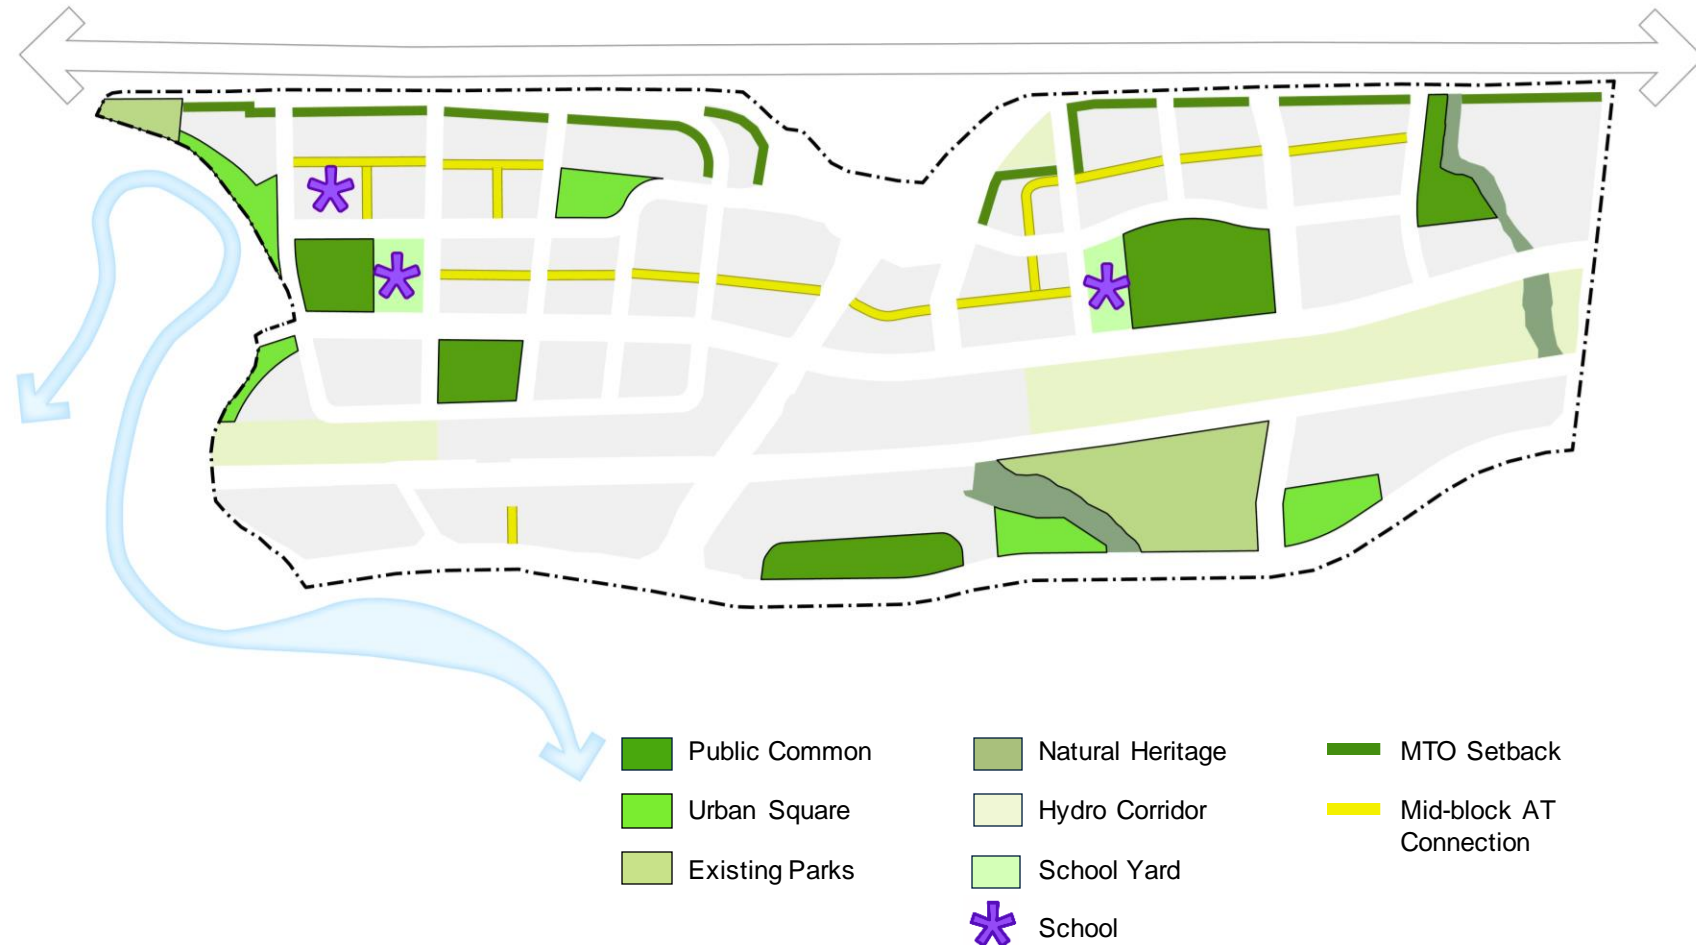 Public Common
Urban Square
Existing Parks
Natural Heritage
Hydro Corridor
School Yard
School
MTO Setback
Mid-block AT
Connection